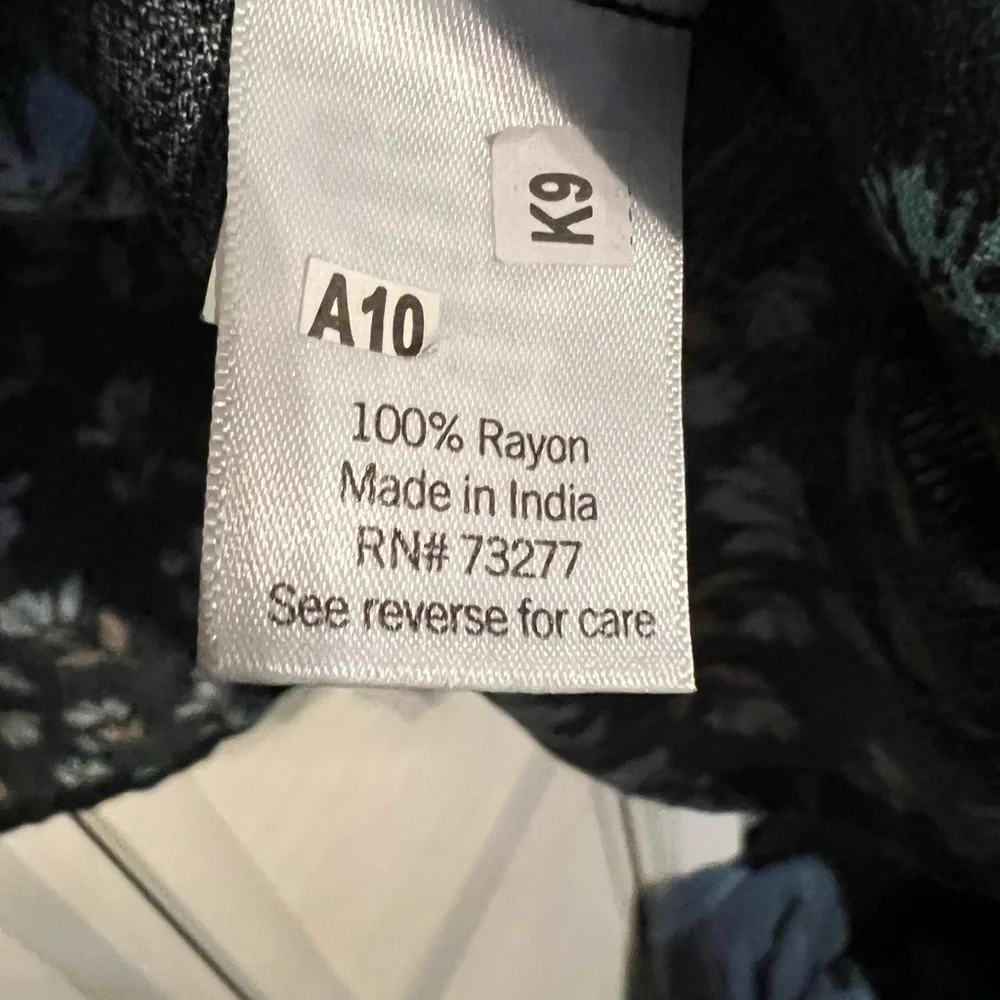 K9
A10
100% Rayon
Made in India
RN# 73277
See reverse for care